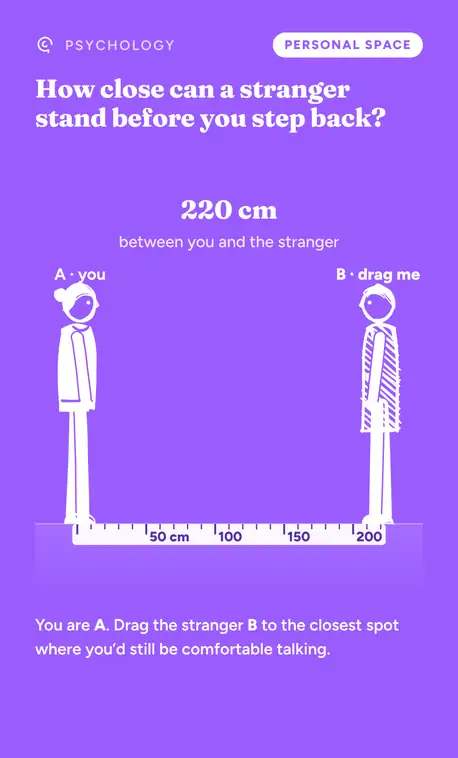 PSYCHOLOGY
PERSONAL SPACE
How close can a stranger
stand before you step back?
220 cm
between you and the stranger
A · you
B · drag me
50 cm 100 150 200
You are A. Drag the stranger B to the closest spot
where you’d still be comfortable talking.